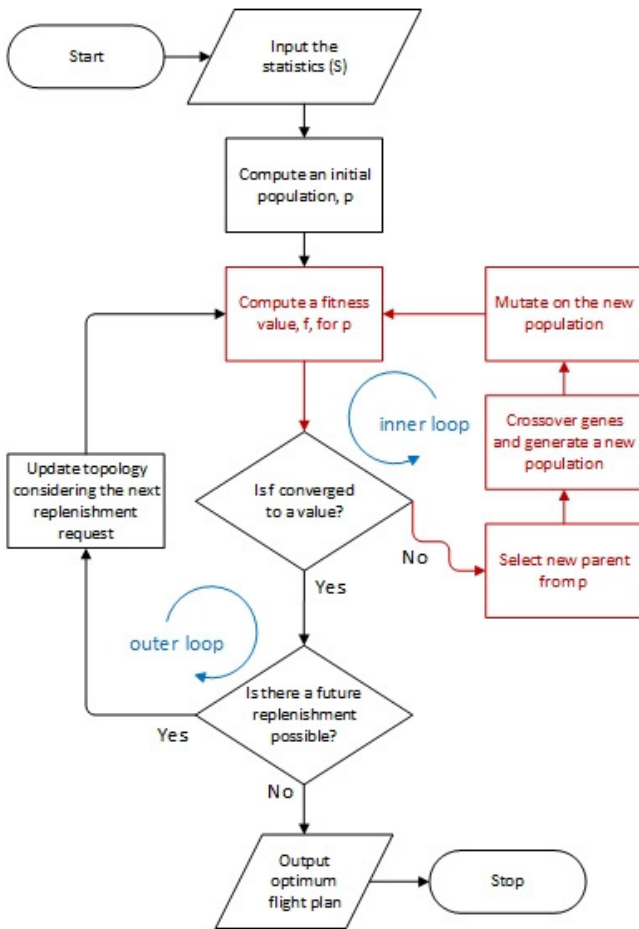 Start
Input the
statistics (S)
Compute an initial
population, p
Compute a fitness
value, f, for p
Mutate on the new
population
inner loop
Crossover genes
and generate a new
population
Update topology
considering the next
replenishment
request
Is f converged
to a value?
No
Select new parent
from p
Yes
outer loop
Is there a future
replenishment
possible?
Yes
No
Output
optimum
flight plan
Stop